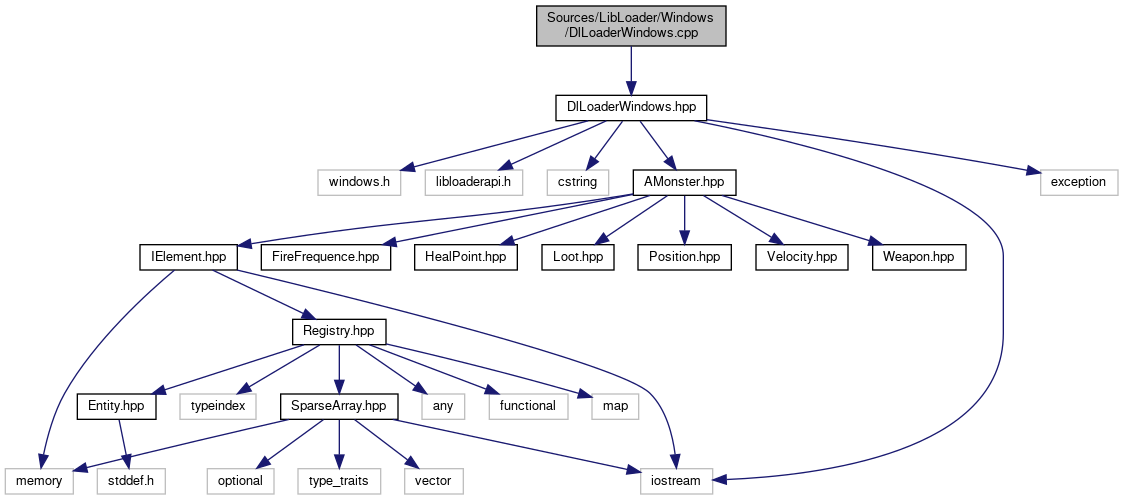 Sources/LibLoader/Windows
/DlLoaderWindows.cpp
DlLoaderWindows.hpp
windows.h
libloaderapi.h
cstring
AMonster.hpp
exception
IElement.hpp
FireFrequence.hpp
HealPoint.hpp
Loot.hpp
Position.hpp
Velocity.hpp
Weapon.hpp
Registry.hpp
Entity.hpp
typeindex
SparseArray.hpp
any
functional
map
memory
stddef.h
optional
type_traits
vector
iostream